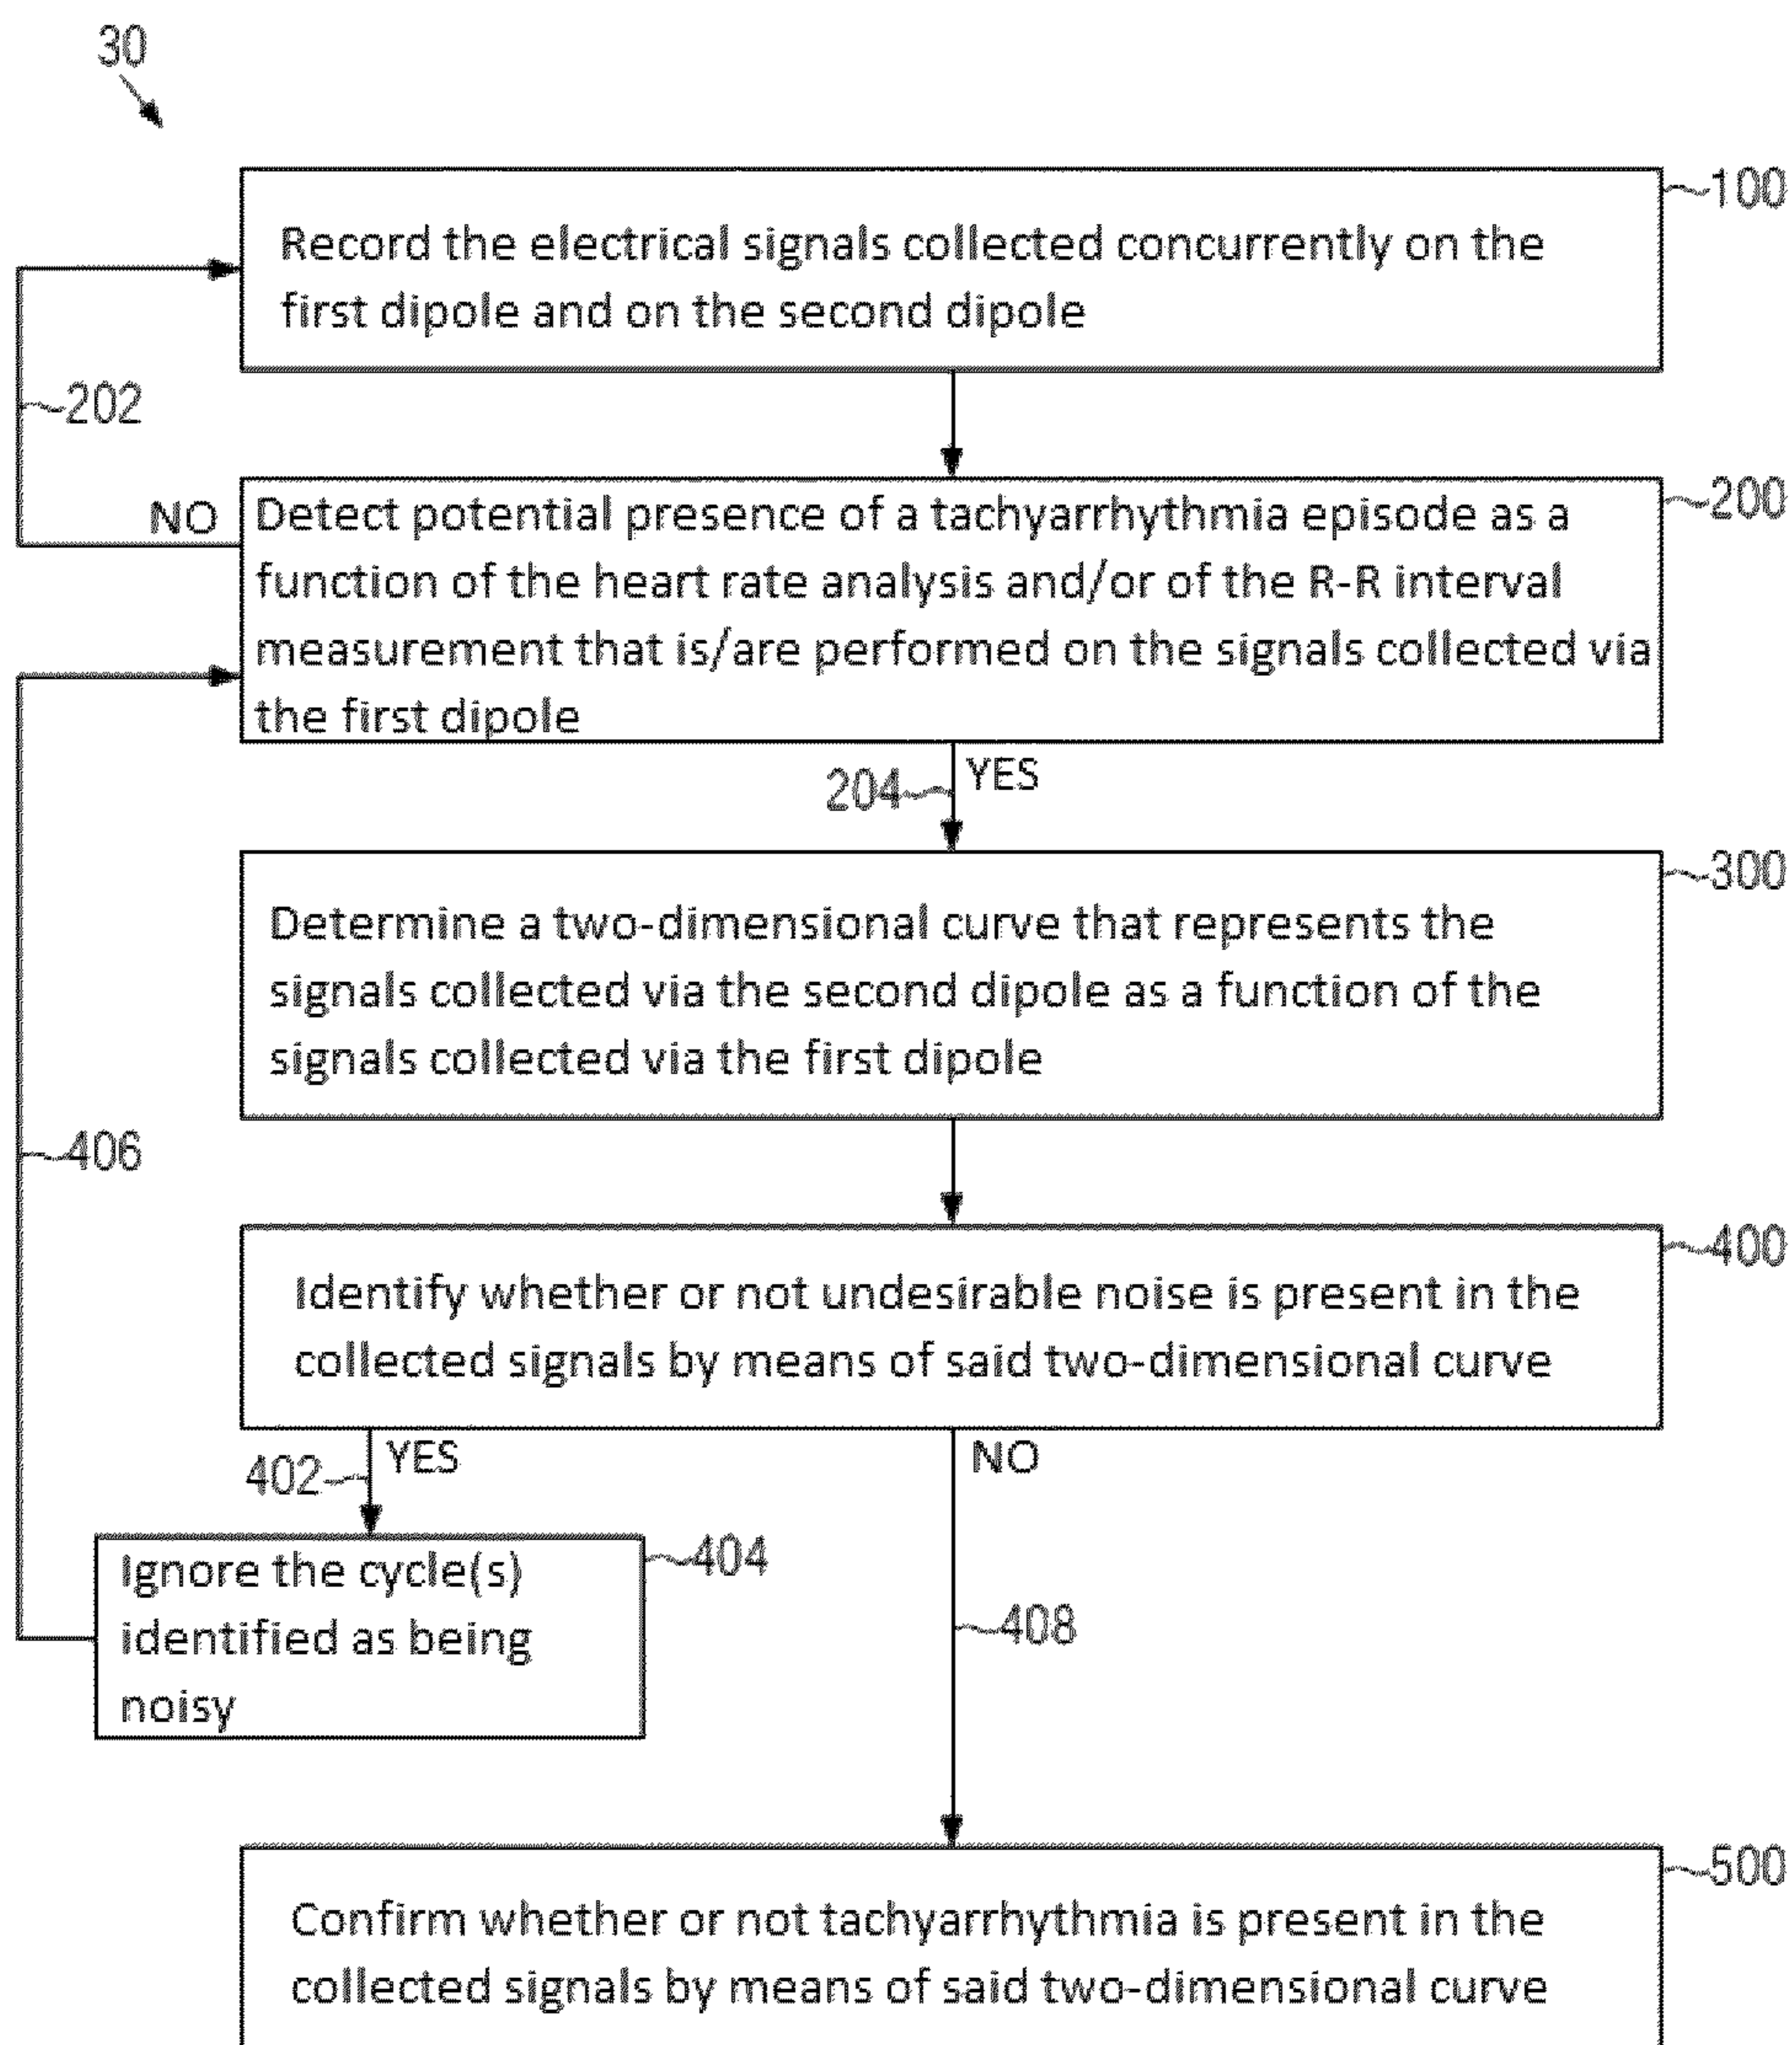 30
100
Record the electrical signals collected concurrently on the
first dipole and on the second dipole
202
NO
200
Detect potential presence of a tachyarrhythmia episode as a
function of the heart rate analysis and/or of the R-R interval
measurement that is/are performed on the signals collected via
the first dipole
204
YES
300
Determine a two-dimensional curve that represents the
signals collected via the second dipole as a function of the
signals collected via the first dipole
406
400
Identify whether or not undesirable noise is present in the
collected signals by means of said two-dimensional curve
402
YES
NO
404
Ignore the cycle(s)
identified as being
noisy
408
500
Confirm whether or not tachyarrhythmia is present in the
collected signals by means of said two-dimensional curve